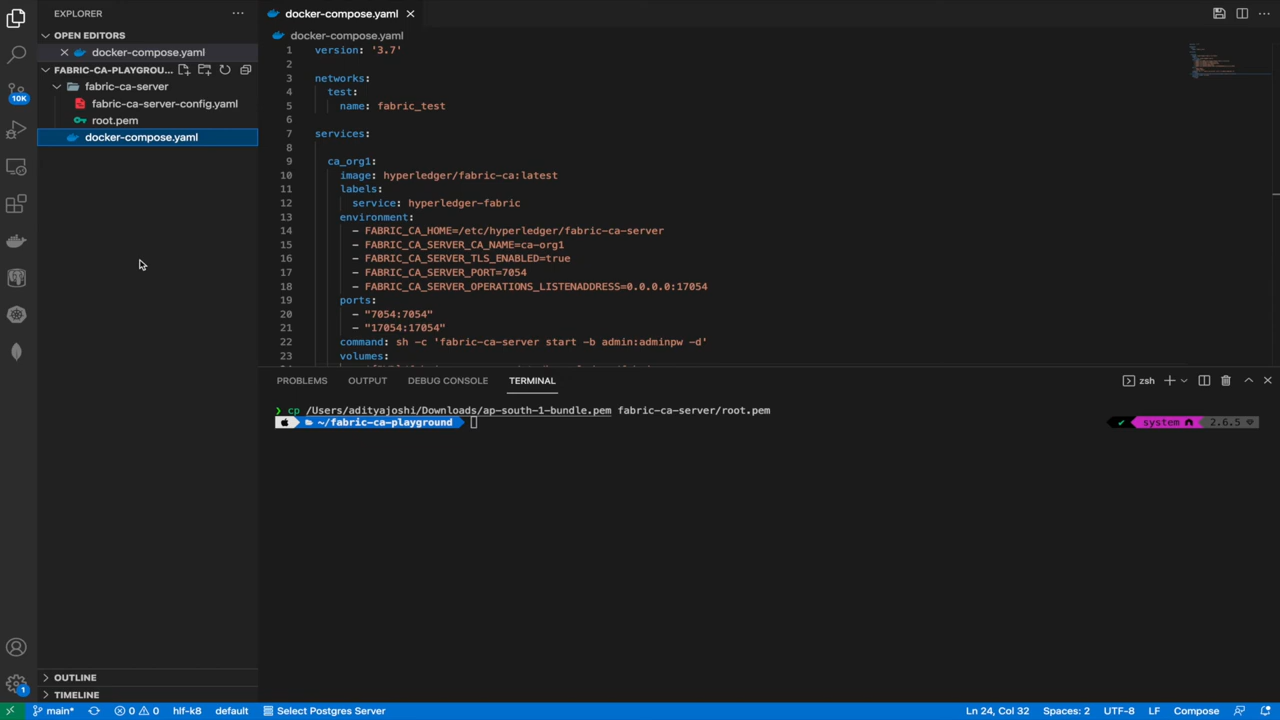 EXPLORER
OPEN EDITORS
docker-compose.yaml
FABRIC-CA-PLAYGROU...
fabric-ca-server
fabric-ca-server-config.yaml
root.pem
docker-compose.yaml
OUTLINE
TIMELINE
10K
1
docker-compose.yaml
docker-compose.yaml
1 version: '3.7'
2
3 networks:
4 test:
5 name: fabric_test
6
7 services:
8
9 ca_org1:
10 image: hyperledger/fabric-ca:latest
11 labels:
12 service: hyperledger-fabric
13 environment:
14 - FABRIC_CA_HOME=/etc/hyperledger/fabric-ca-server
15 - FABRIC_CA_SERVER_CA_NAME=ca-org1
16 - FABRIC_CA_SERVER_TLS_ENABLED=true
17 - FABRIC_CA_SERVER_PORT=7054
18 - FABRIC_CA_SERVER_OPERATIONS_LISTENADDRESS=0.0.0.0:17054
19 ports:
20 - "7054:7054"
21 - "17054:17054"
22 command: sh -c 'fabric-ca-server start -b admin:adminpw -d'
23 volumes:
PROBLEMS OUTPUT DEBUG CONSOLE TERMINAL zsh
❯ cp /Users/adityajoshi/Downloads/ap-south-1-bundle.pem fabric-ca-server/root.pem
~/fabric-ca-playground ✔ system 2.6.5
main* 0 0 hlf-k8 default Select Postgres Server Ln 24, Col 32 Spaces: 2 UTF-8 LF Compose